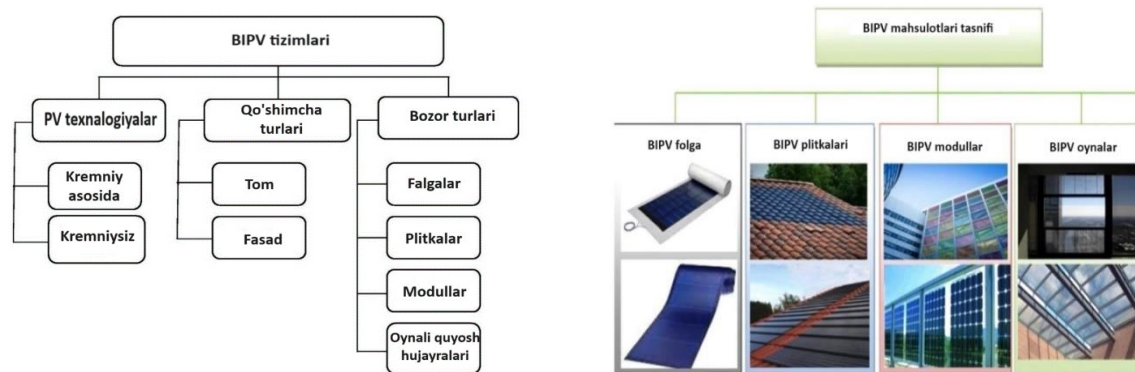 BIPV tizimlari
PV texnalogiyalar
Kremniy
asosida
Kremniysiz
Qo'shimcha
turlari
Tom
Fasad
Bozor turlari
Falgalar
Plitkalar
Modullar
Oynali quyosh
hujayralari
BIPV mahsulotlari tasnifi
BIPV folga
BIPV plitkalari
BIPV modullar
BIPV oynalar